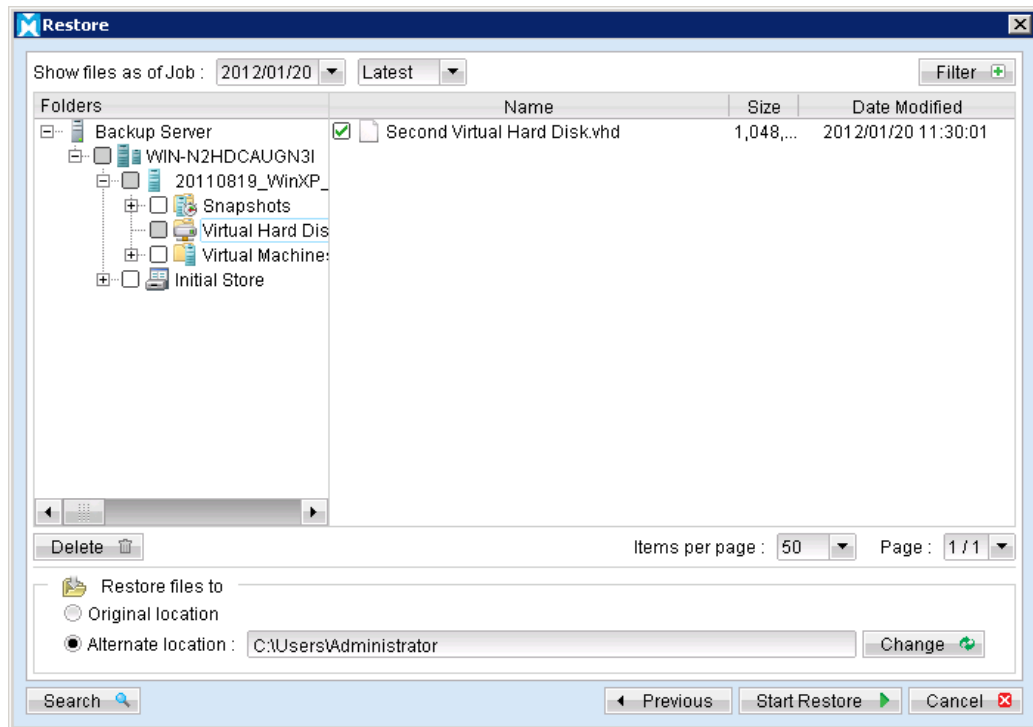 Restore
Show files as of Job : 2012/01/20 Latest Filter
Folders Name Size Date Modified
Backup Server Second Virtual Hard Disk.vhd 1,048,... 2012/01/20 11:30:01
WIN-N2HDCAUGN3I
20110819_WinXP_
Snapshots
Virtual Hard Dis
Virtual Machine
Initial Store
Delete Items per page : 50 Page : 1 / 1
Restore files to
Original location
Alternate location : C:\Users\Administrator Change
Search Previous Start Restore Cancel